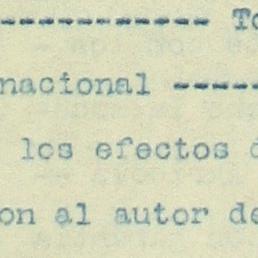 ----------- To
nacional -----
los efectos d
on al autor de